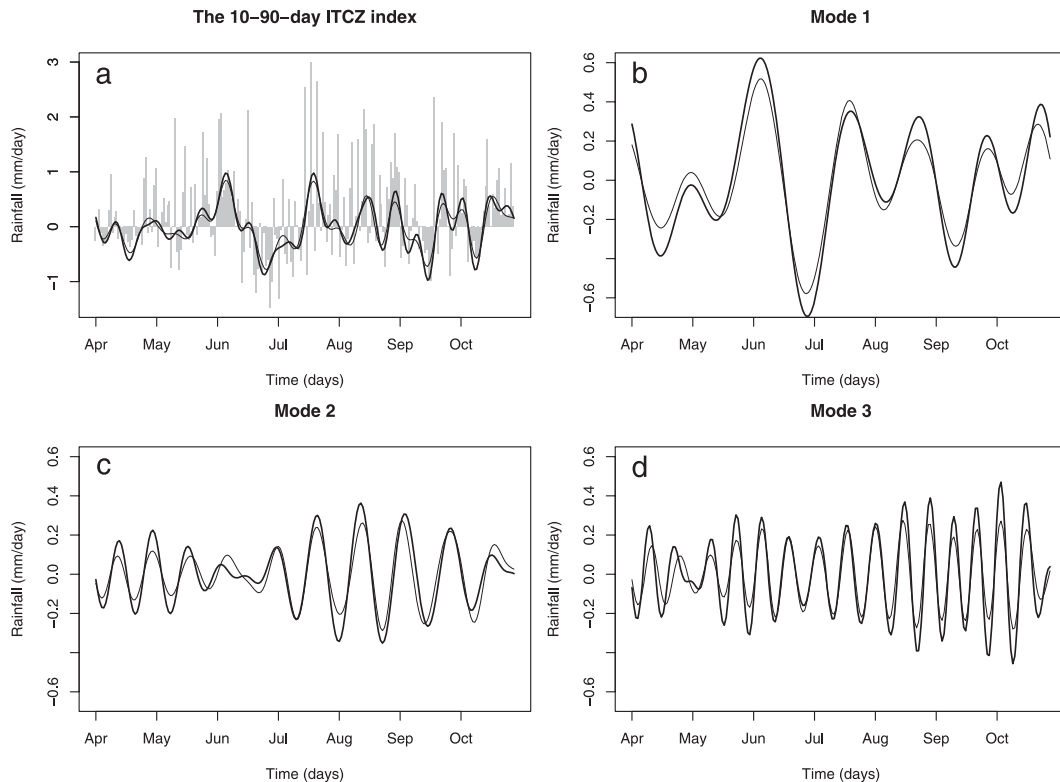 The 10–90–day ITCZ index
a
Rainfall (mm/day)
3
2
1
0
−1
Apr May Jun Jul Aug Sep Oct
Time (days)
Mode 1
b
Rainfall (mm/day)
0.6
0.4
0.2
0.0
−0.2
−0.6
Apr May Jun Jul Aug Sep Oct
Time (days)
Mode 2
c
Rainfall (mm/day)
0.6
0.4
0.2
0.0
−0.2
−0.6
Apr May Jun Jul Aug Sep Oct
Time (days)
Mode 3
d
Rainfall (mm/day)
0.6
0.4
0.2
0.0
−0.2
−0.6
Apr May Jun Jul Aug Sep Oct
Time (days)